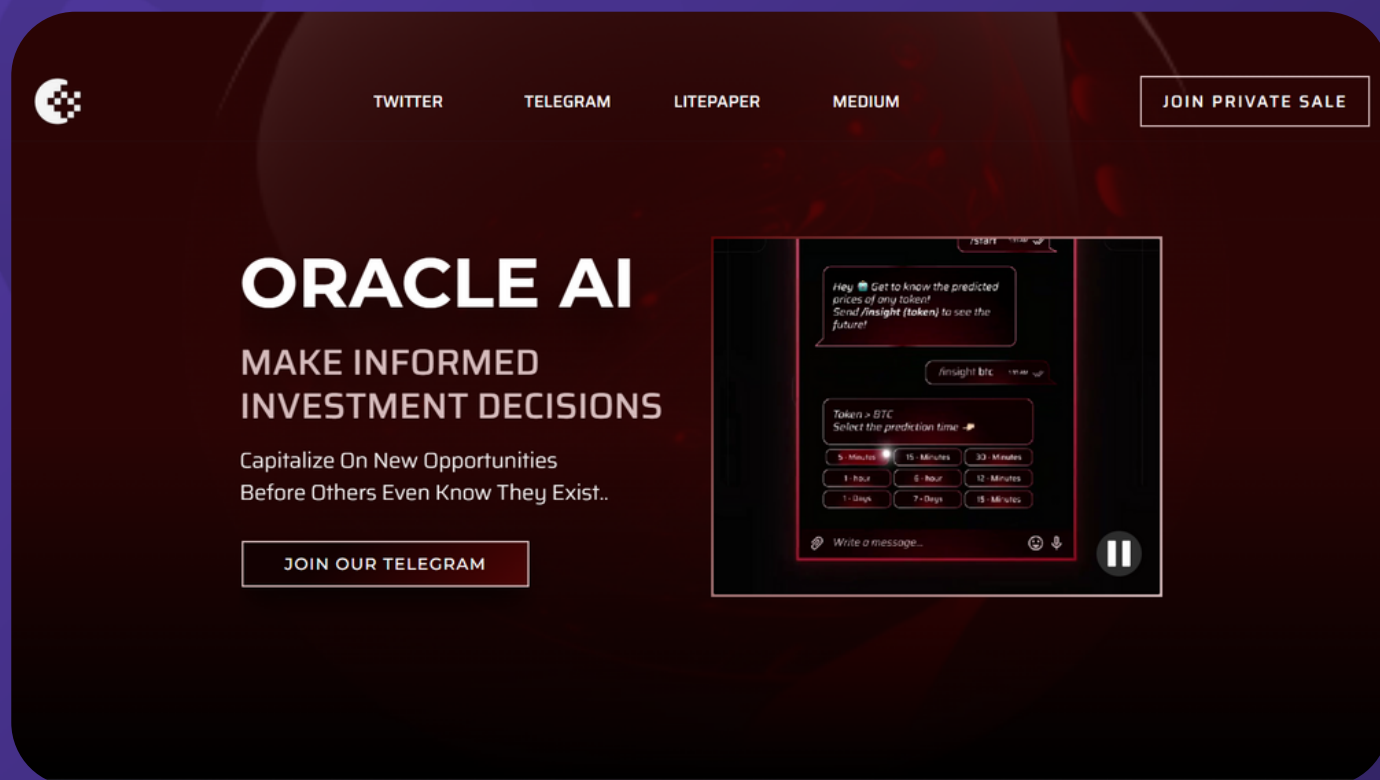 TWITTER
TELEGRAM
LITEPAPER
MEDIUM
JOIN PRIVATE SALE
ORACLE AI
MAKE INFORMED
INVESTMENT DECISIONS
Capitalize On New Opportunities
Before Others Even Know They Exist..
JOIN OUR TELEGRAM
/start
Hey Get to know the predicted
prices of any token!
Send /insight (token) to see the
future!
/insight btc
Token > BTC
Select the prediction time
5 - Minutes
15 - Minutes
30 - Minutes
1 - hour
6 - hour
12 - Minutes
1 - Days
7 - Days
15 - Minutes
Write a message...